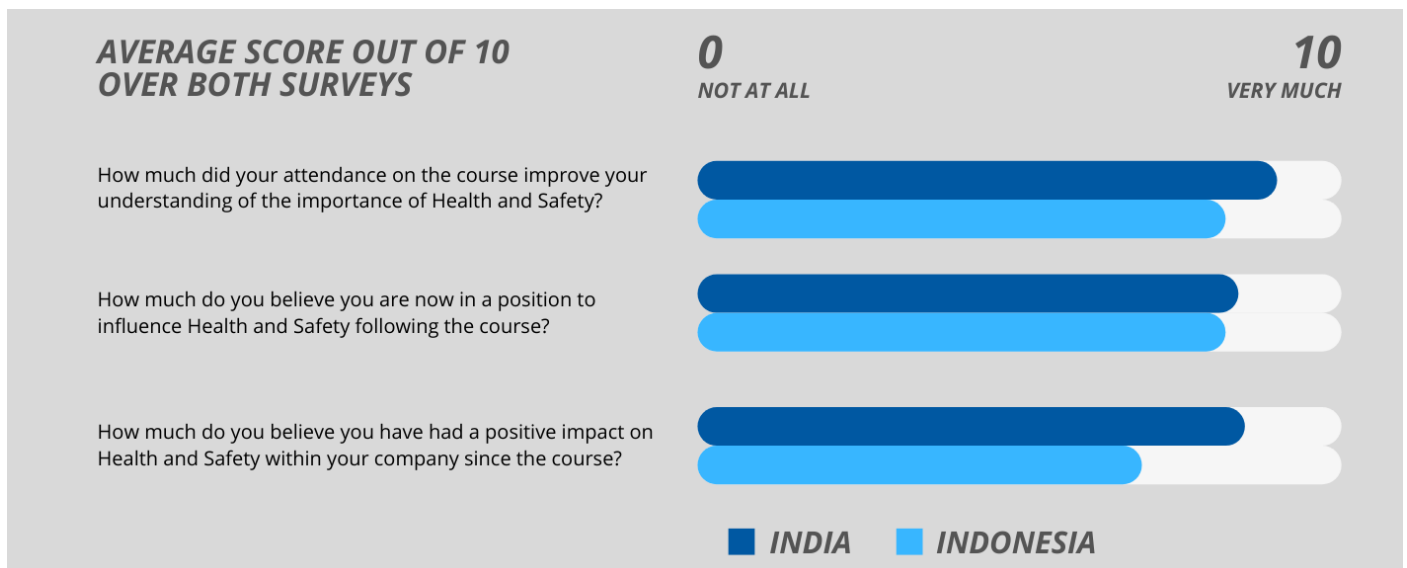 AVERAGE SCORE OUT OF 10
OVER BOTH SURVEYS
0
NOT AT ALL
10
VERY MUCH
How much did your attendance on the course improve your
understanding of the importance of Health and Safety?
How much do you believe you are now in a position to
influence Health and Safety following the course?
How much do you believe you have had a positive impact on
Health and Safety within your company since the course?
INDIA
INDONESIA